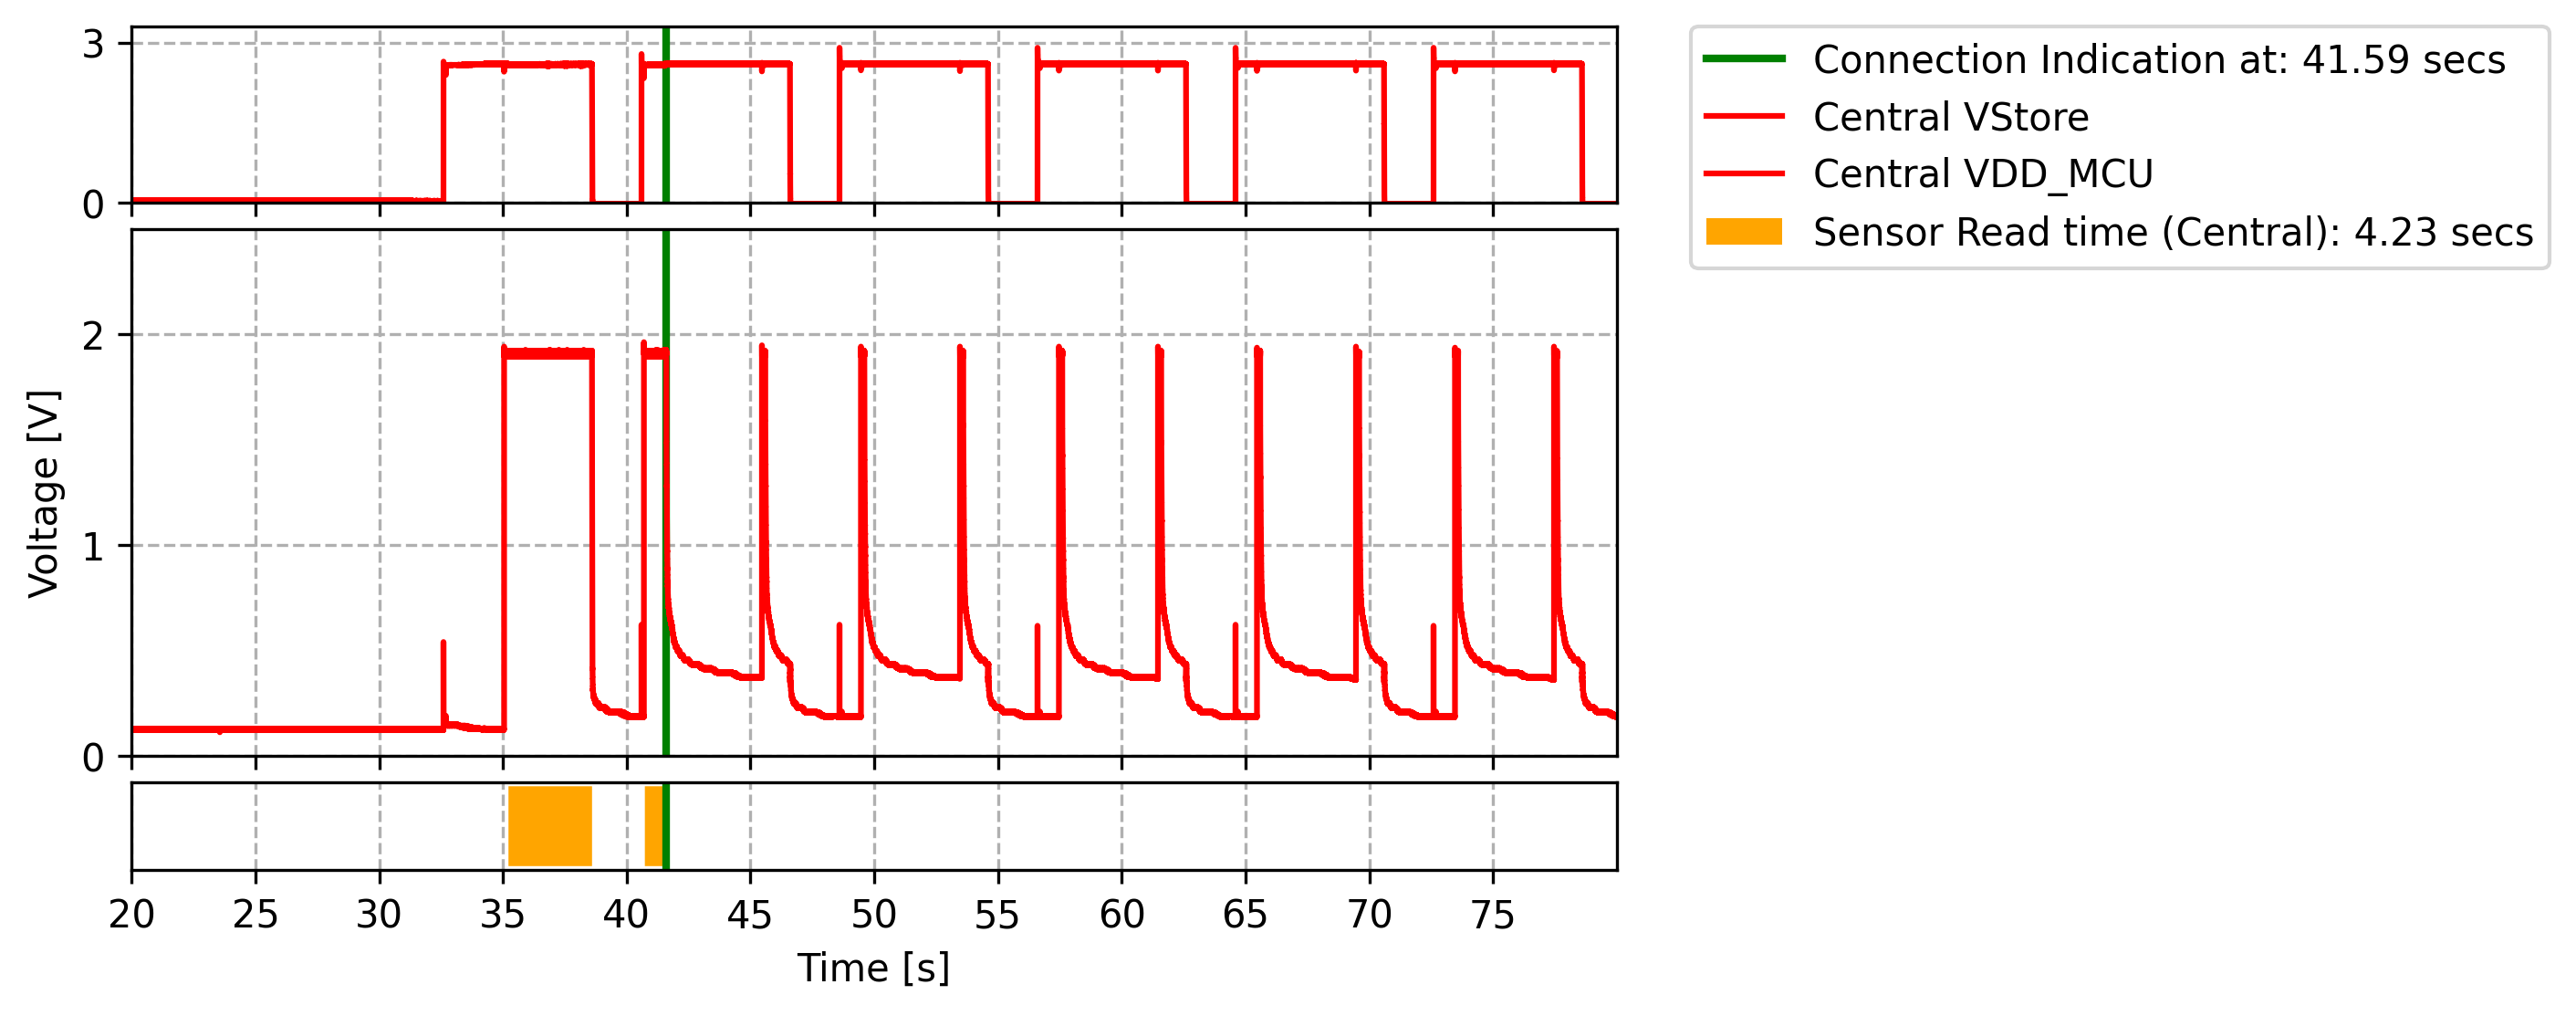 3
0
Connection Indication at: 41.59 secs
Central VStore
Central VDD_MCU
Sensor Read time (Central): 4.23 secs
Voltage [V]
2
1
0
20 25 30 35 40 45 50 55 60 65 70 75
Time [s]